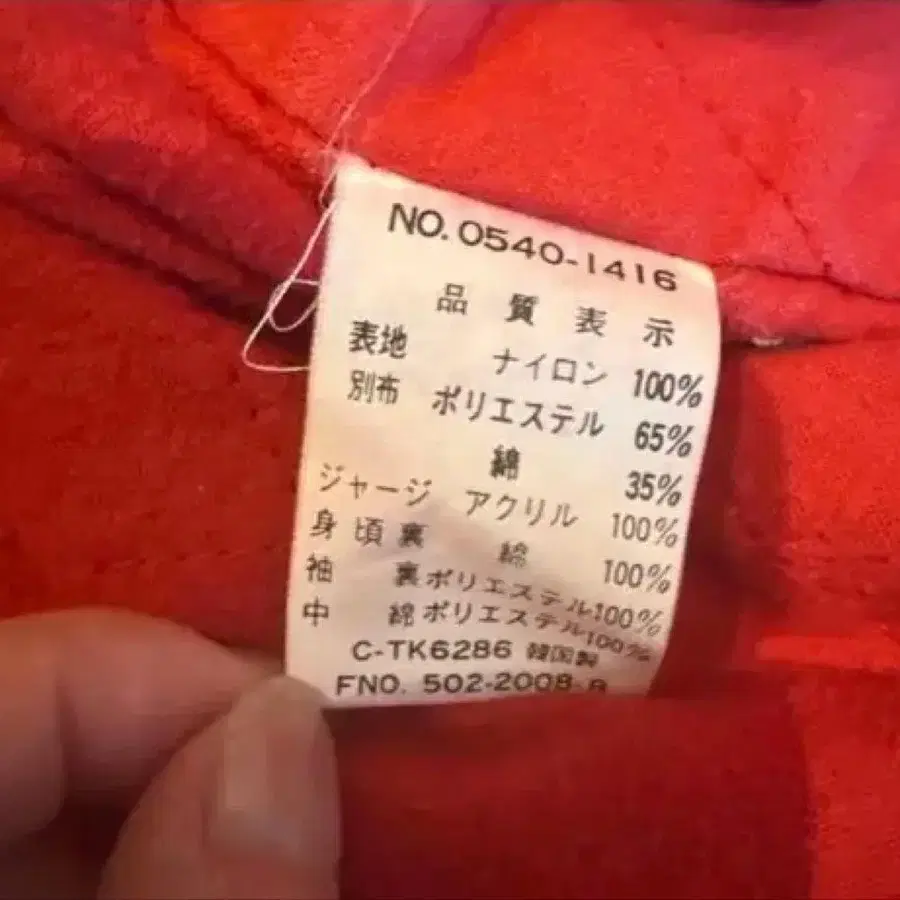 NO. 0540-1416
品質表示
表地 ナイロン 100%
別布 ポリエステル 65%
綿 35%
ジャージ アクリル 100%
身頃裏 綿 100%
袖裏 ポリエステル100%
中綿 ポリエステル100%
C-TK6286 韓国製
FNO. 502-2008-